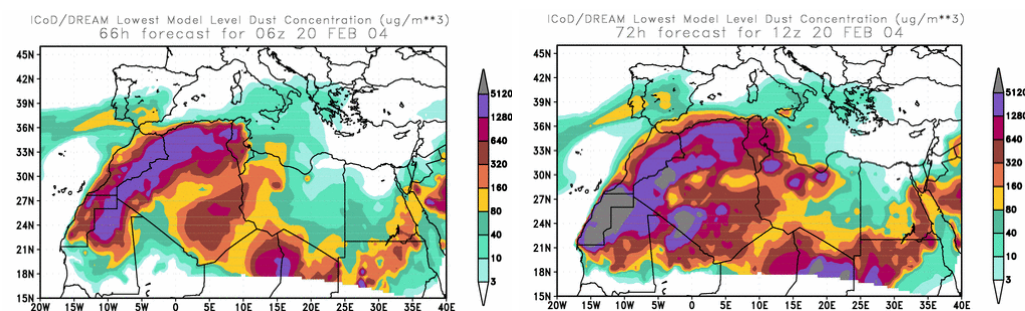 ICoD/DREAM Lowest Model Level Dust Concentration (ug/m**3)
66h forecast for 06z 20 FEB 04
45N
42N
39N
36N
33N
30N
27N
24N
21N
18N
15N
20W 15W 10W 5W 0 5E 10E 15E 20E 25E 30E 35E 40E
5120
1280
640
320
160
80
40
10
3
ICoD/DREAM Lowest Model Level Dust Concentration (ug/m**3)
72h forecast for 12z 20 FEB 04
45N
42N
39N
36N
33N
30N
27N
24N
21N
18N
15N
20W 15W 10W 5W 0 5E 10E 15E 20E 25E 30E 35E 40E
5120
1280
640
320
160
80
40
10
3